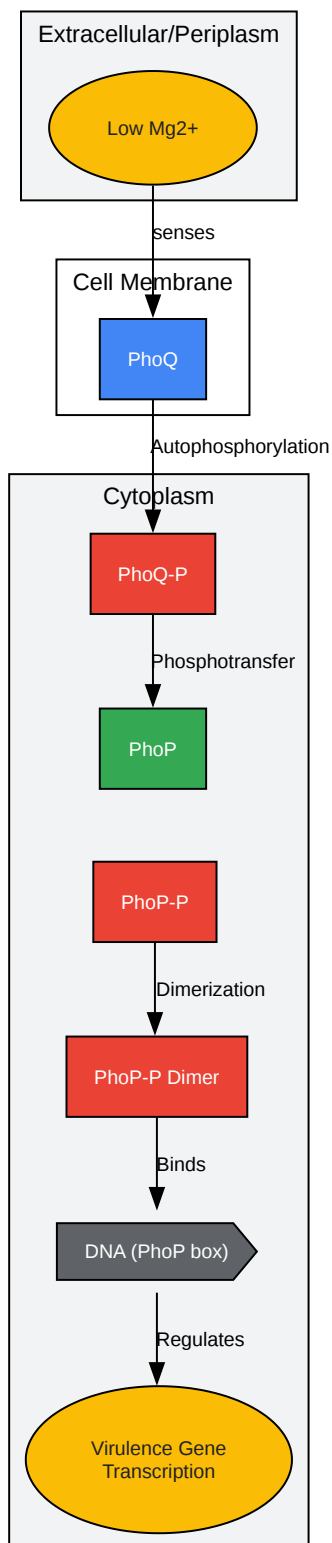 Extracellular/Periplasm
Low Mg2+
senses
Cell Membrane
PhoQ
Autophosphorylation
Cytoplasm
PhoQ-P
Phosphotransfer
PhoP
PhoP-P
Dimerization
PhoP-P Dimer
Binds
DNA (PhoP box)
Regulates
Virulence Gene
Transcription